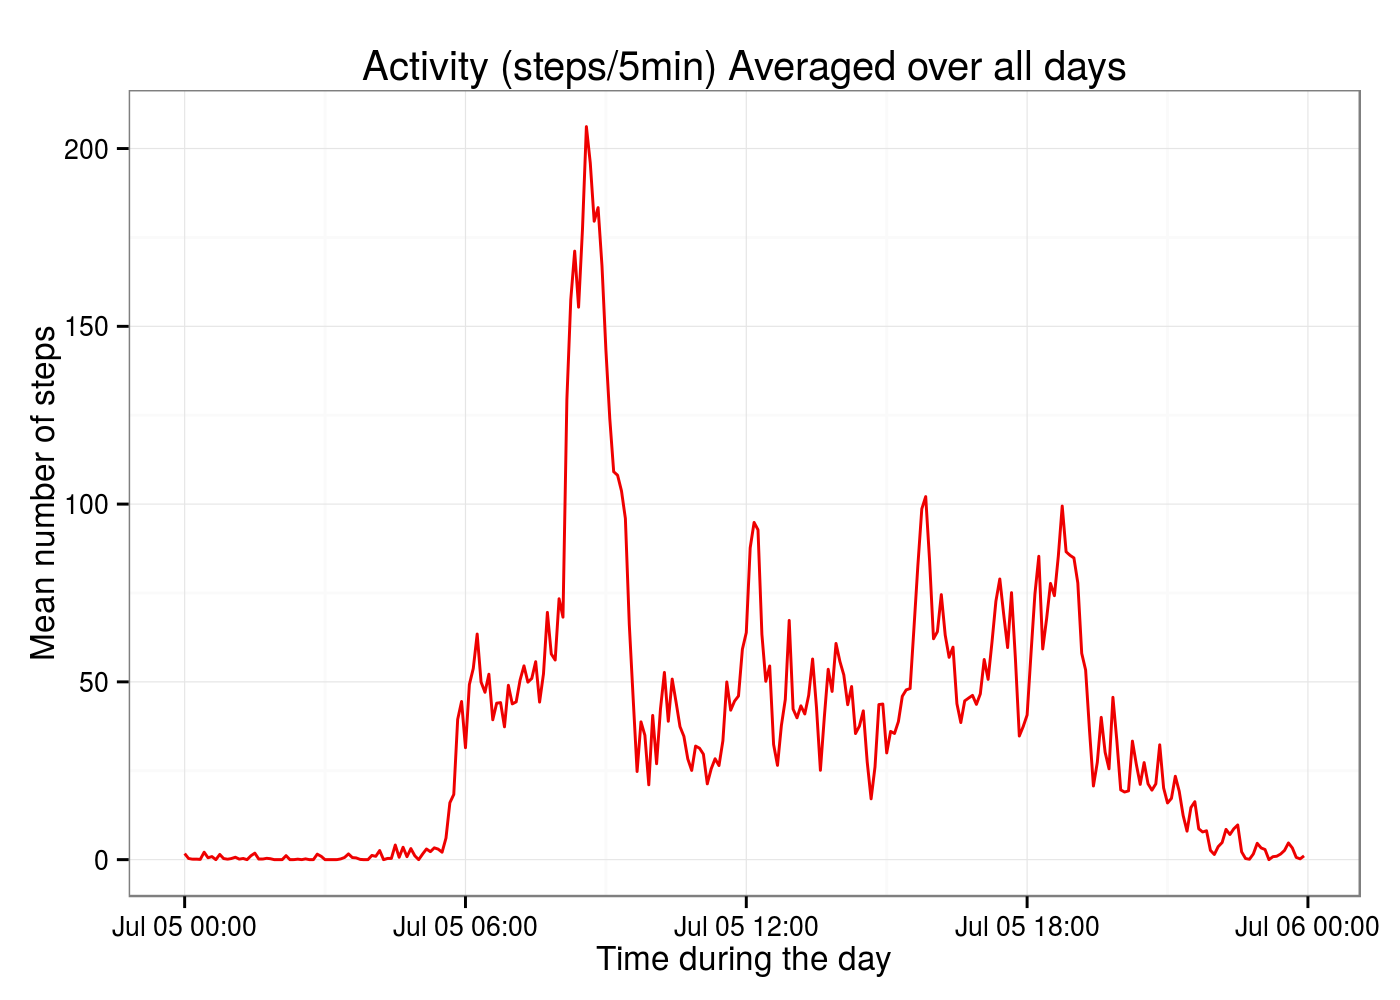 Activity (steps/5min) Averaged over all days
Mean number of steps
200
150
100
50
0
Jul 05 00:00 Jul 05 06:00 Jul 05 12:00 Jul 05 18:00 Jul 06 00:00
Time during the day